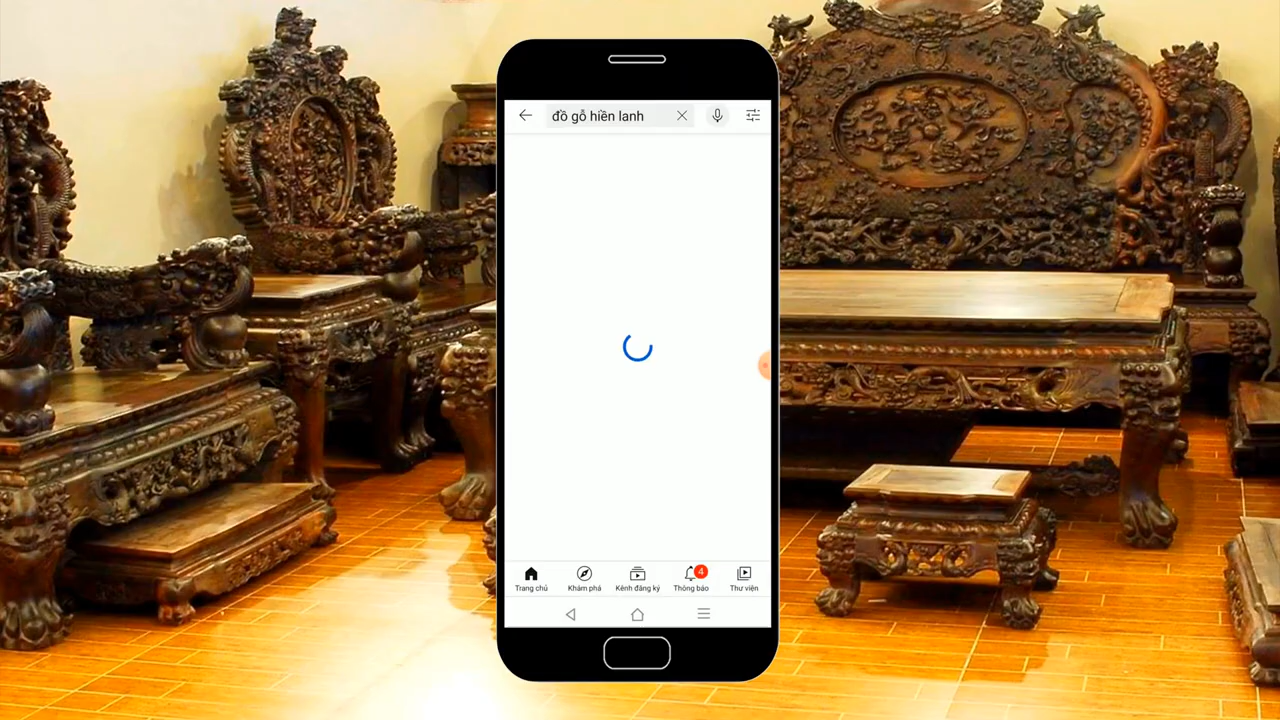 đồ gỗ hiền lanh
Trang chủ
Khám phá
Kênh đăng ký
4
Thông báo
Thư viện